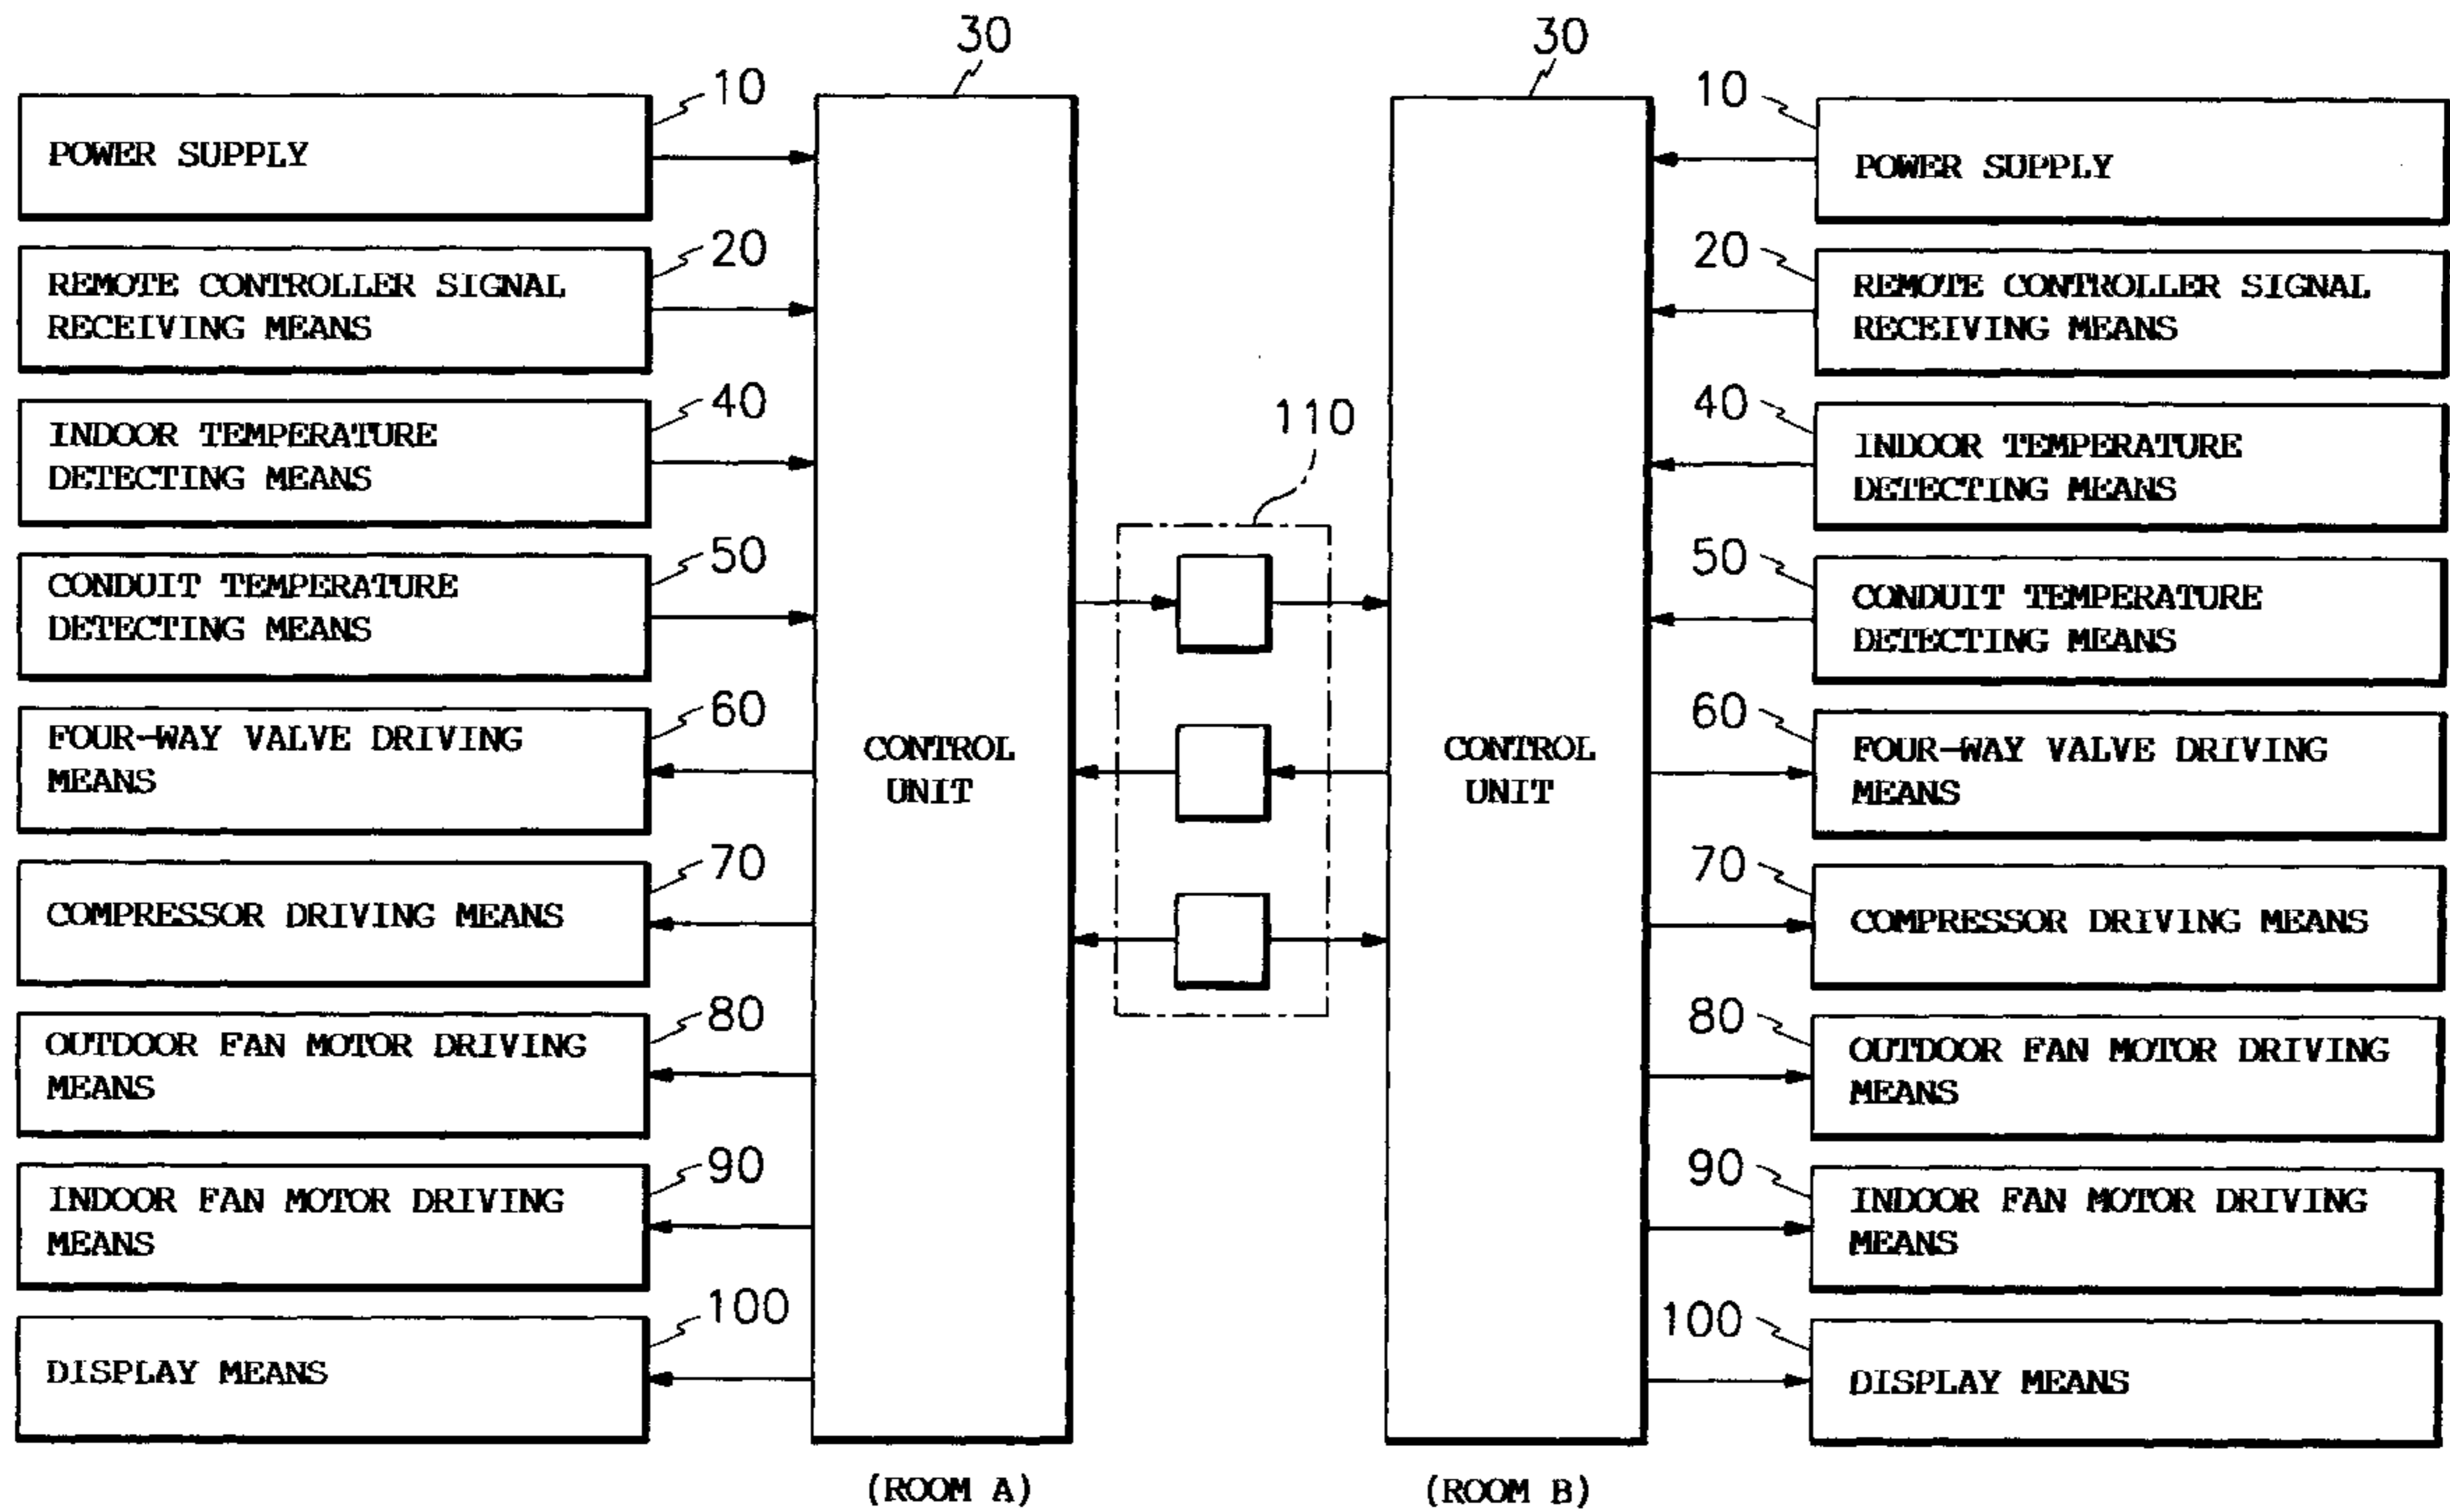 30
30
10
POWER SUPPLY
20
REMOTE CONTROLLER SIGNAL
RECEIVING MEANS
40
INDOOR TEMPERATURE
DETECTING MEANS
50
CONDUIT TEMPERATURE
DETECTING MEANS
60
FOUR-WAY VALVE DRIVING
MEANS
70
COMPRESSOR DRIVING MEANS
80
OUTDOOR FAN MOTOR DRIVING
MEANS
90
INDOOR FAN MOTOR DRIVING
MEANS
100
DISPLAY MEANS
CONTROL
UNIT
(ROOM A)
110
CONTROL
UNIT
(ROOM B)
10
POWER SUPPLY
20
REMOTE CONTROLLER SIGNAL
RECEIVING MEANS
40
INDOOR TEMPERATURE
DETECTING MEANS
50
CONDUIT TEMPERATURE
DETECTING MEANS
60
FOUR-WAY VALVE DRIVING
MEANS
70
COMPRESSOR DRIVING MEANS
80
OUTDOOR FAN MOTOR DRIVING
MEANS
90
INDOOR FAN MOTOR DRIVING
MEANS
100
DISPLAY MEANS